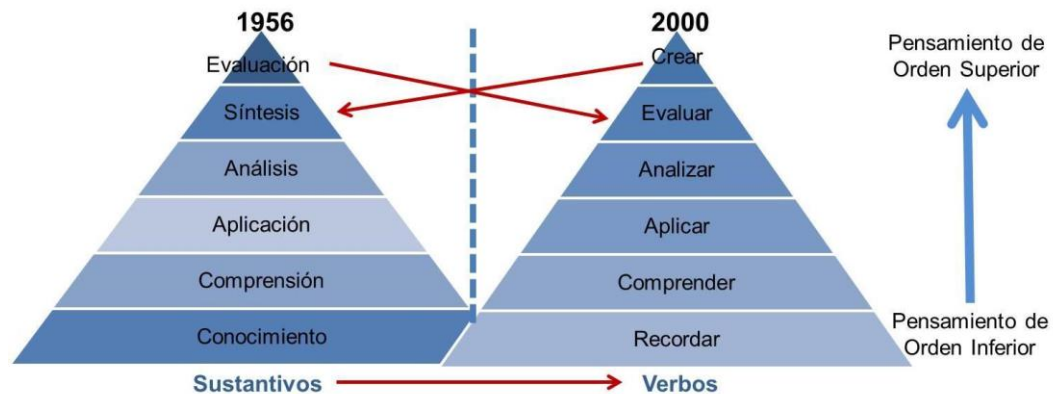 1956
Evaluación
Síntesis
Análisis
Aplicación
Comprensión
Conocimiento
Sustantivos
2000
Crear
Evaluar
Analizar
Aplicar
Comprender
Recordar
Verbos
Pensamiento de
Orden Superior
Pensamiento de
Orden Inferior